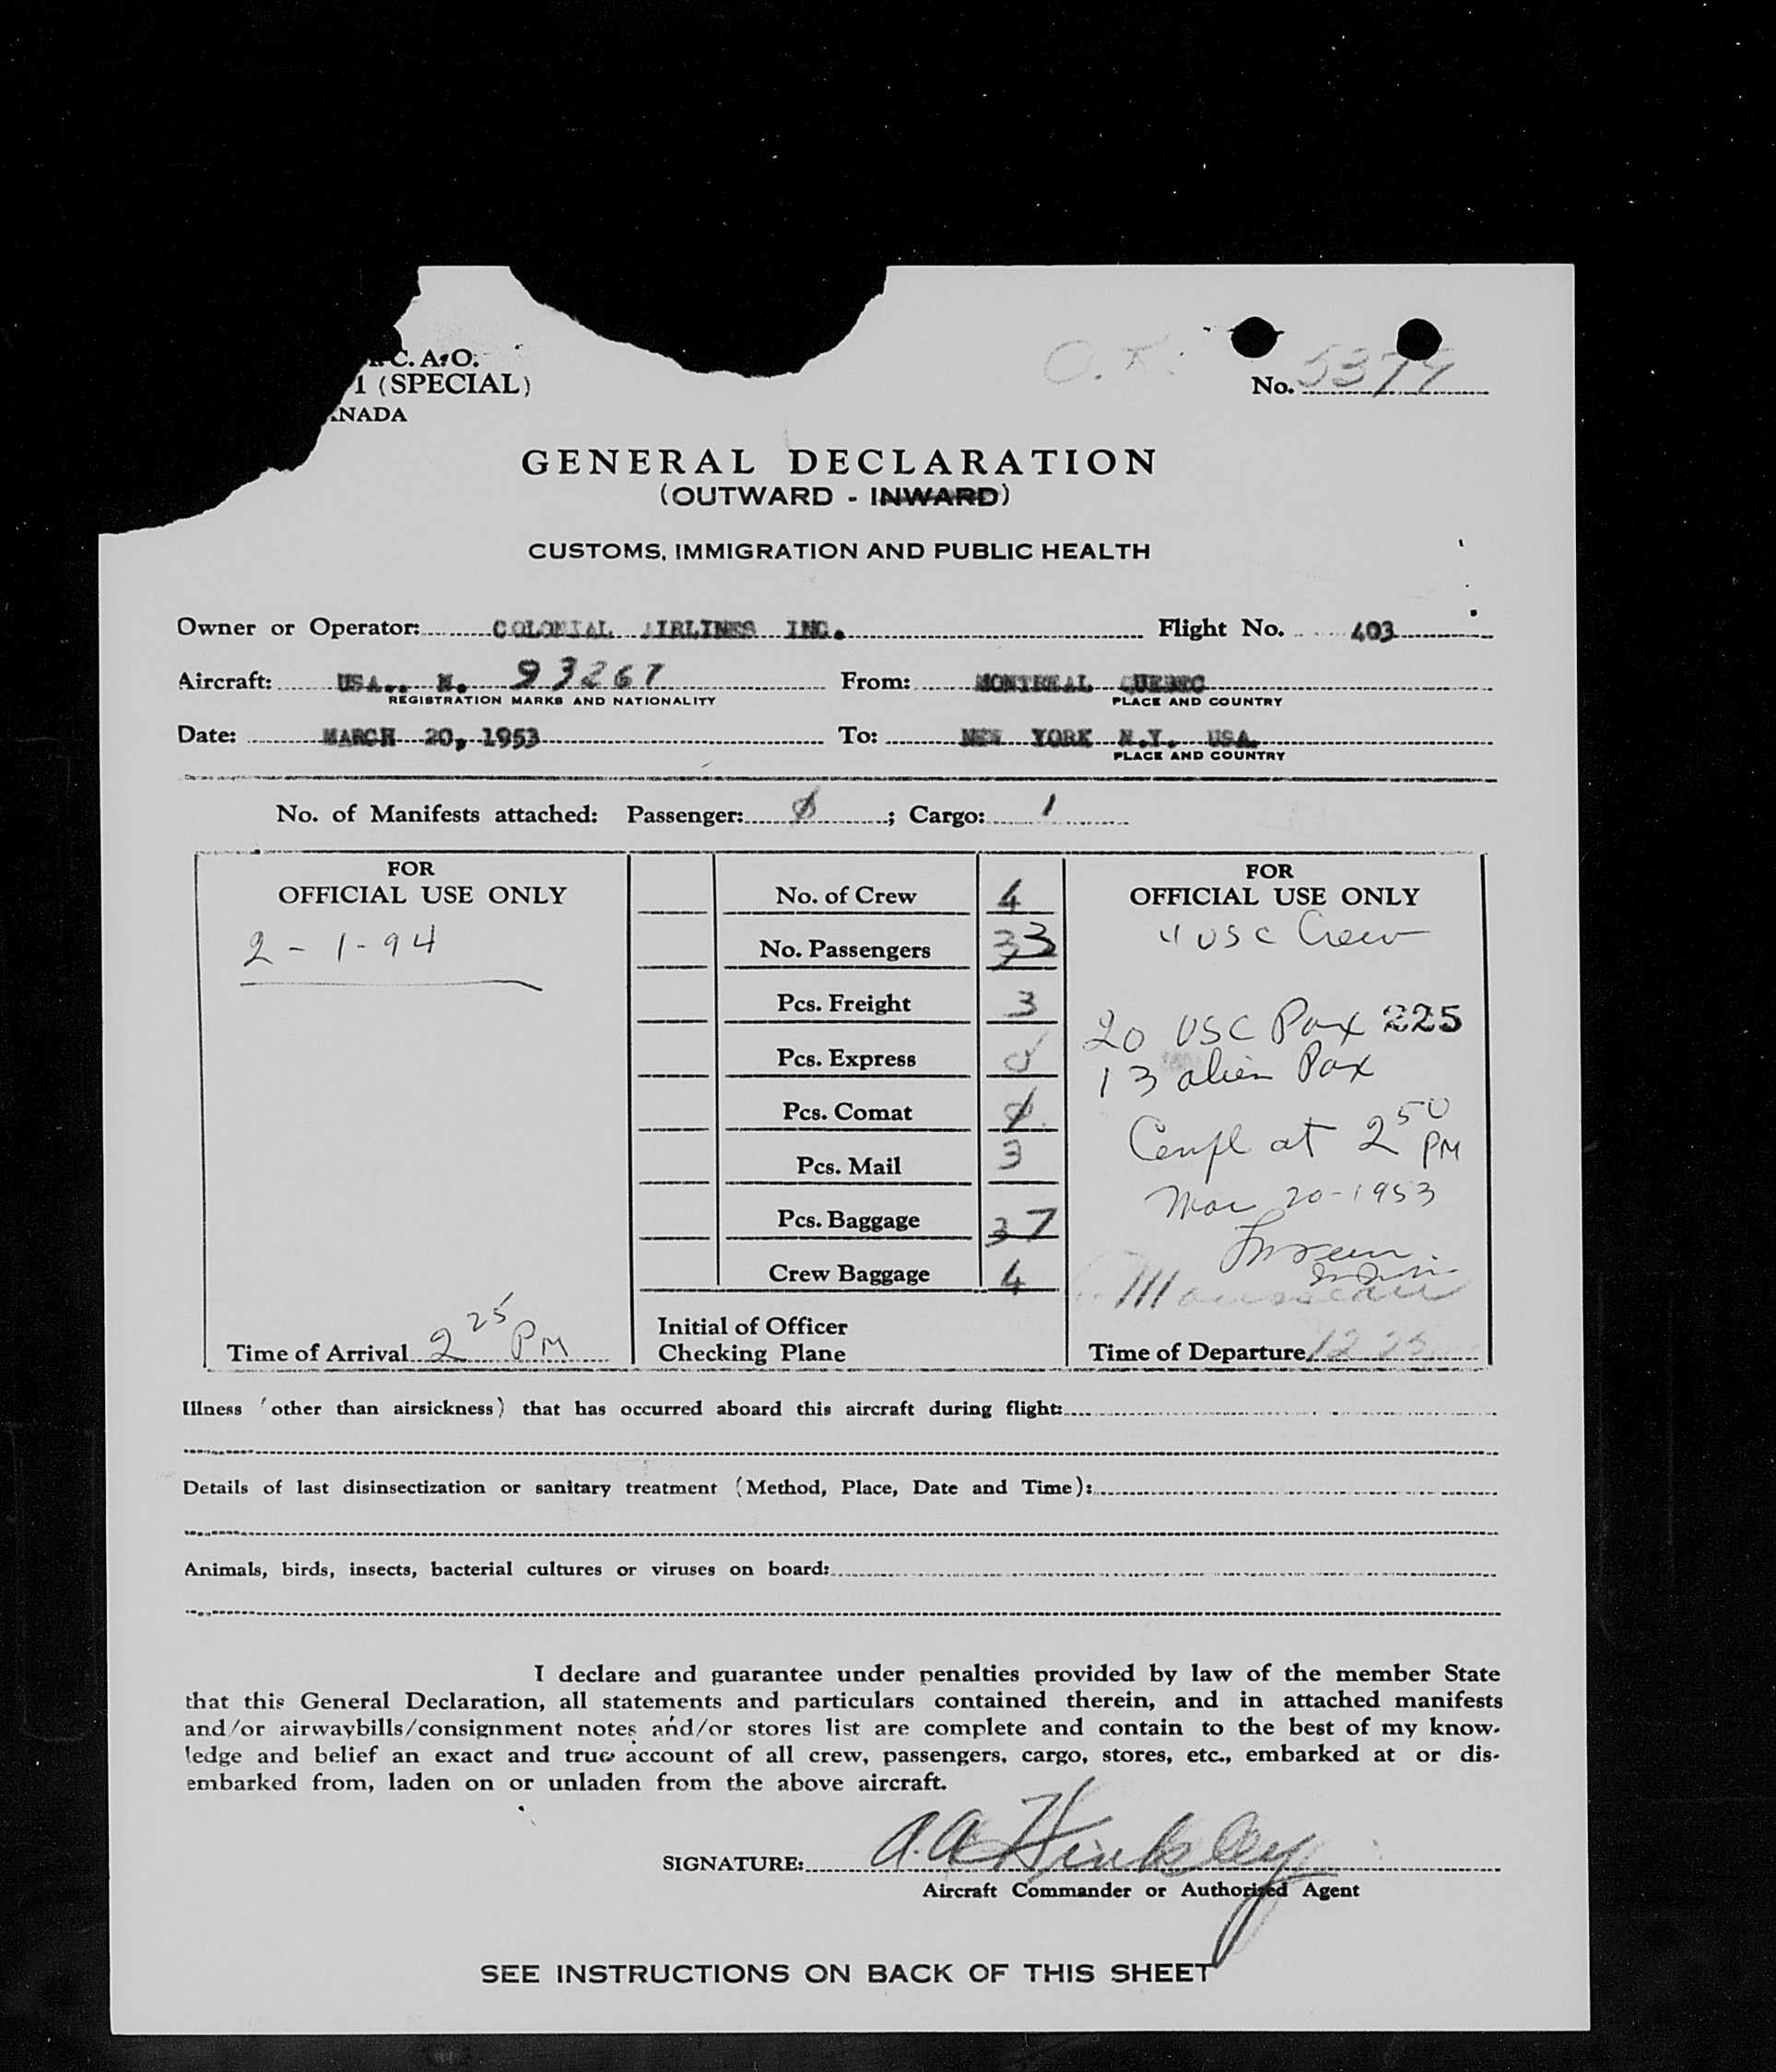 C. A. O.
1 (SPECIAL)
NADA
O.K.
No. 5379
GENERAL DECLARATION
(OUTWARD - INWARD)
CUSTOMS, IMMIGRATION AND PUBLIC HEALTH
Owner or Operator: COLONIAL AIRLINES INC. Flight No. 403
Aircraft: USA.. N. 93267 From: MONTREAL QUEBEC
REGISTRATION MARKS AND NATIONALITY PLACE AND COUNTRY
Date: MARCH 20, 1953 To: NEW YORK N.Y. USA
PLACE AND COUNTRY
No. of Manifests attached: Passenger: 0; Cargo: 1
FOR
OFFICIAL USE ONLY
2-1-94
Time of Arrival 2 25 PM
No. of Crew 4
No. Passengers 33
Pcs. Freight 3
Pcs. Express 0
Pcs. Comat 0
Pcs. Mail 3
Pcs. Baggage 37
Crew Baggage 4
Initial of Officer
Checking Plane
FOR
OFFICIAL USE ONLY
4 USC Crew
20 USC Pax 225
13 alien Pax
Compl at 2 50 PM
Mar 20-1953
Time of Departure 12 25
Illness (other than airsickness) that has occurred aboard this aircraft during flight:
Details of last disinsectization or sanitary treatment (Method, Place, Date and Time):
Animals, birds, insects, bacterial cultures or viruses on board:
I declare and guarantee under penalties provided by law of the member State
that this General Declaration, all statements and particulars contained therein, and in attached manifests
and/or airwaybills/consignment notes and/or stores list are complete and contain to the best of my know-
ledge and belief an exact and true account of all crew, passengers, cargo, stores, etc., embarked at or dis-
embarked from, laden on or unladen from the above aircraft.
SIGNATURE: A.A. Hinkley
Aircraft Commander or Authorized Agent
SEE INSTRUCTIONS ON BACK OF THIS SHEET